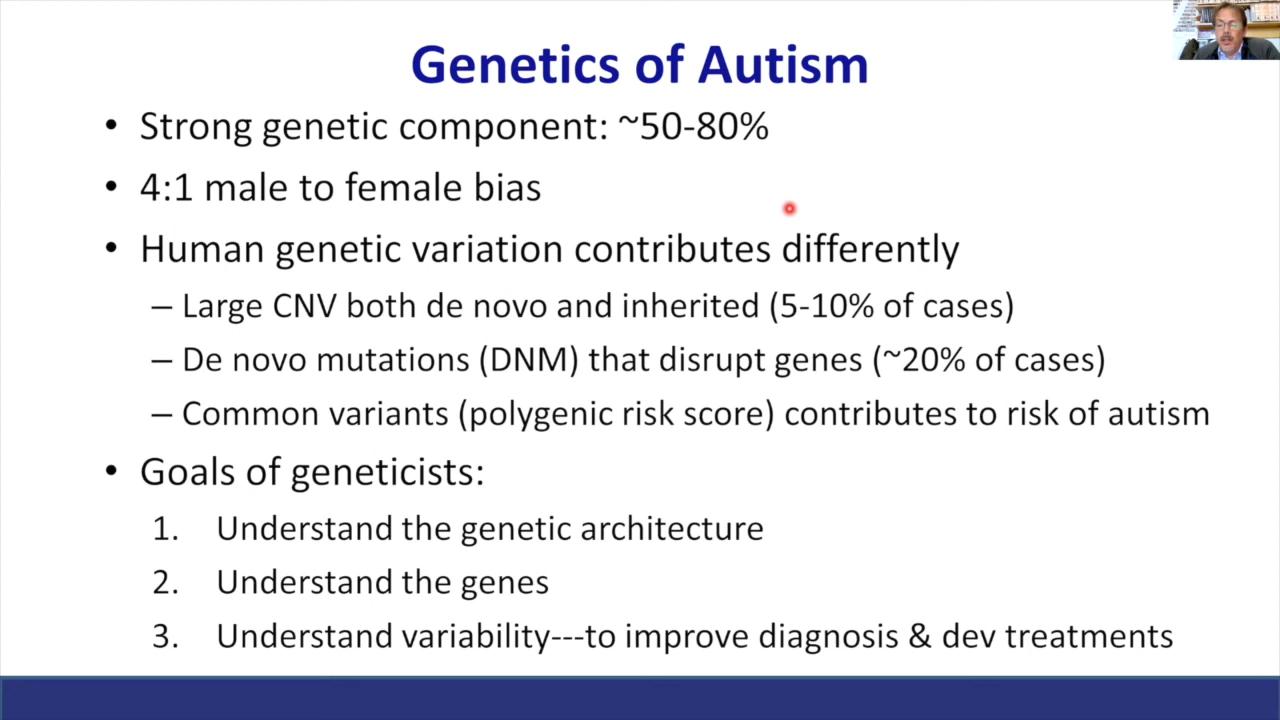 Genetics of Autism
• Strong genetic component: ~50-80%
• 4:1 male to female bias
• Human genetic variation contributes differently
– Large CNV both de novo and inherited (5-10% of cases)
– De novo mutations (DNM) that disrupt genes (~20% of cases)
– Common variants (polygenic risk score) contributes to risk of autism
• Goals of geneticists:
1. Understand the genetic architecture
2. Understand the genes
3. Understand variability---to improve diagnosis & dev treatments